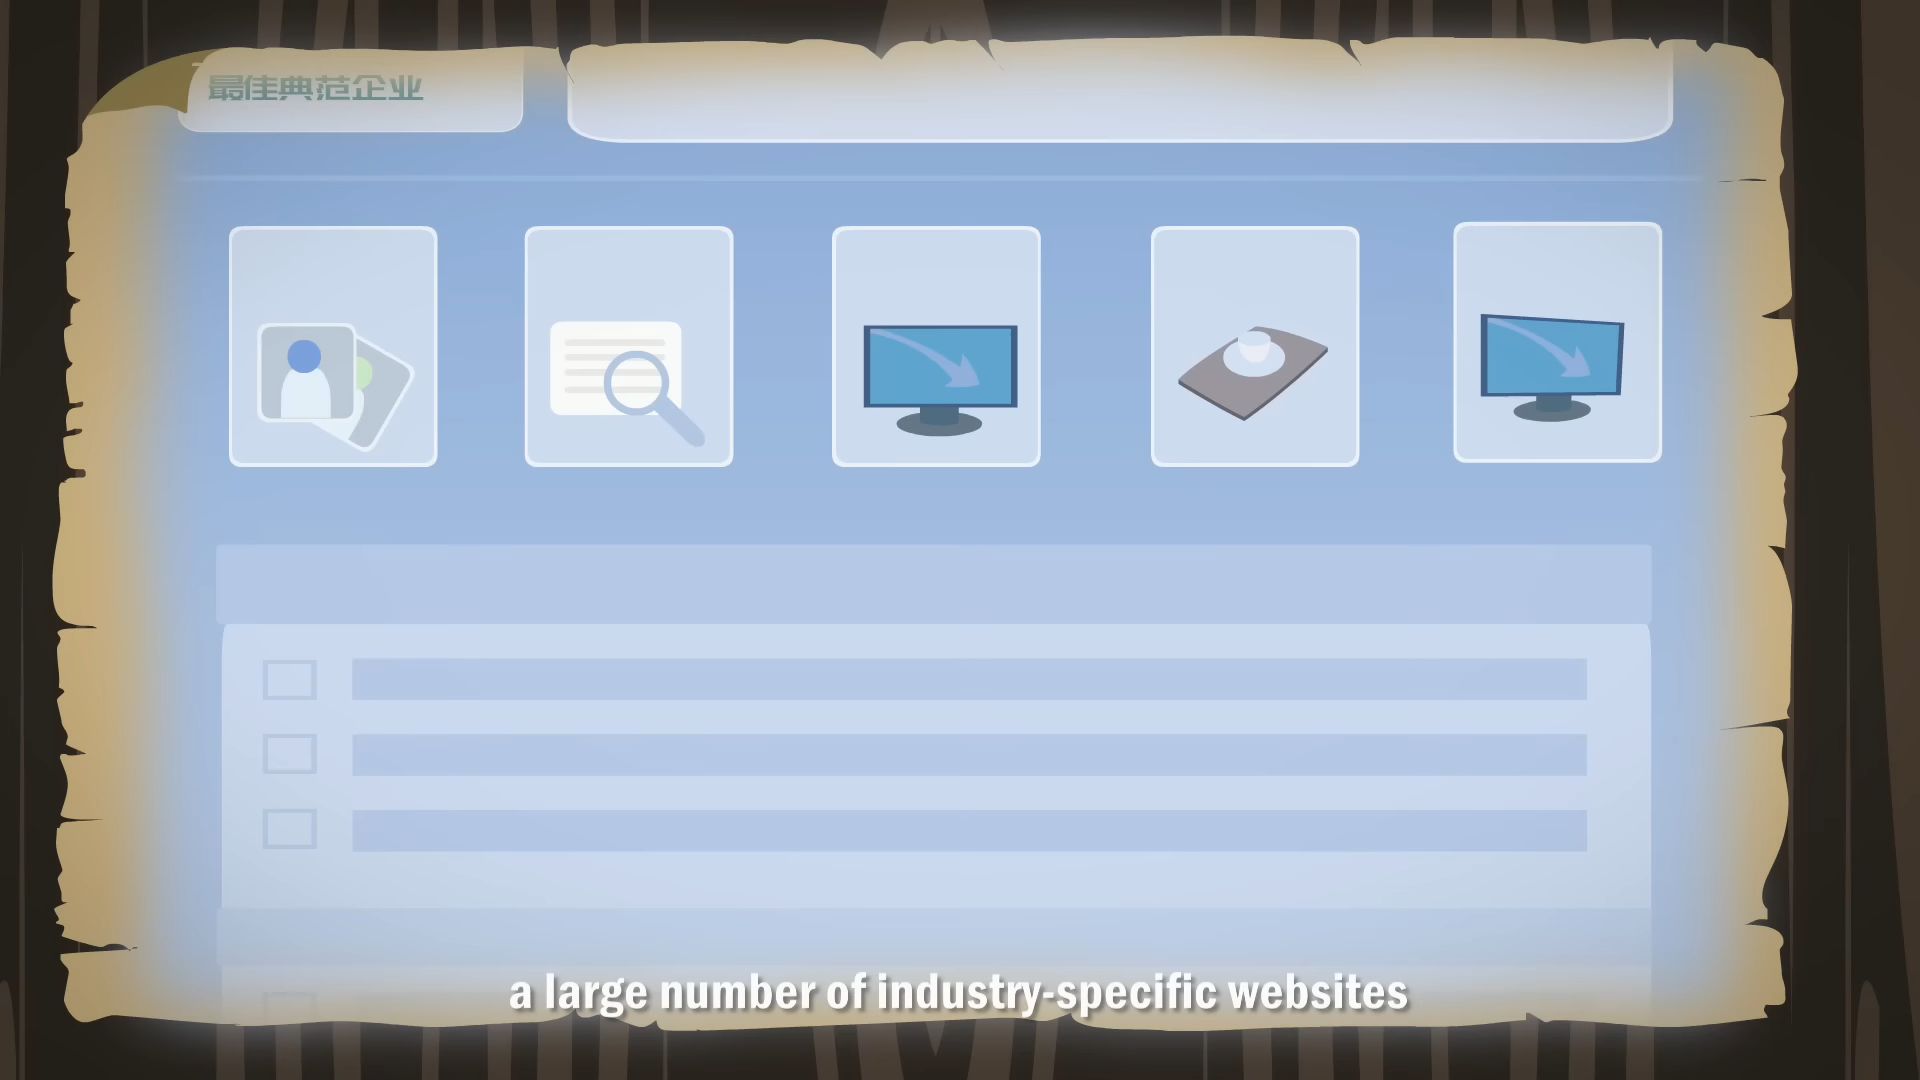 最佳典范企业
a large number of industry-specific websites